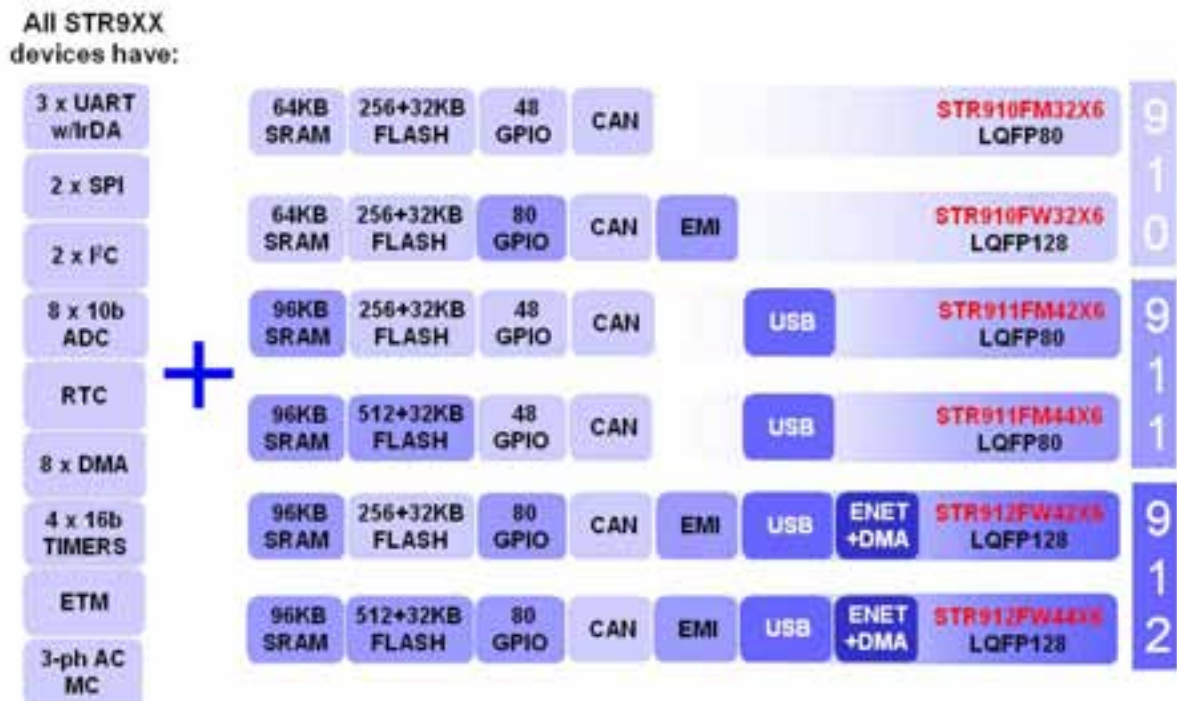 All STR9XX
devices have:
3 x UART
w/IrDA
2 x SPI
2 x I²C
8 x 10b
ADC
RTC
8 x DMA
4 x 16b
TIMERS
ETM
3-ph AC
MC
+
64KB
SRAM
256+32KB
FLASH
48
GPIO
CAN
STR910FM32X6
LQFP80
64KB
SRAM
256+32KB
FLASH
80
GPIO
CAN
EMI
STR910FW32X6
LQFP128
910
96KB
SRAM
256+32KB
FLASH
48
GPIO
CAN
USB
STR911FM42X6
LQFP80
96KB
SRAM
512+32KB
FLASH
48
GPIO
CAN
USB
STR911FM44X6
LQFP80
911
96KB
SRAM
256+32KB
FLASH
80
GPIO
CAN
EMI
USB
ENET
+DMA
STR912FW42X6
LQFP128
96KB
SRAM
512+32KB
FLASH
80
GPIO
CAN
EMI
USB
ENET
+DMA
STR912FW44X6
LQFP128
912